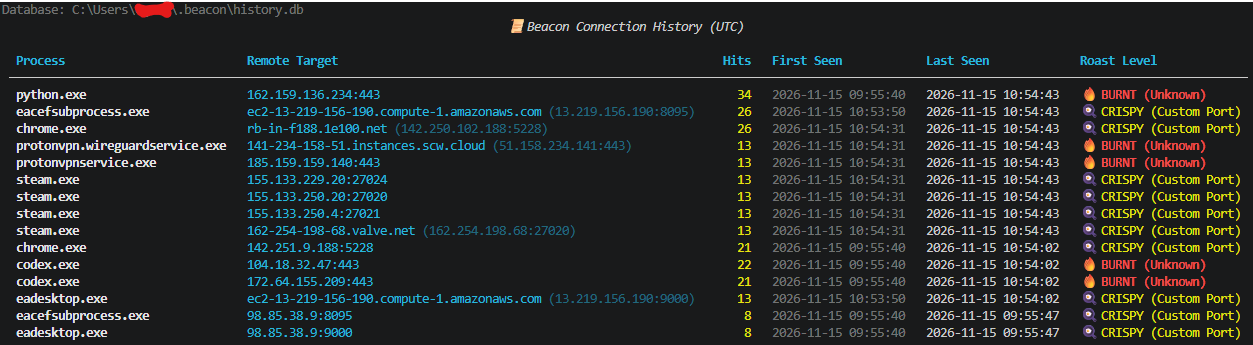 Database: C:\Users\ \.beacon\history.db
📜 Beacon Connection History (UTC)
Process Remote Target Hits First Seen Last Seen Roast Level
python.exe 162.159.136.234:443 34 2026-11-15 09:55:40 2026-11-15 10:54:43 🔥 BURNT (Unknown)
eacefsubprocess.exe ec2-13-219-156-190.compute-1.amazonaws.com (13.219.156.190:8095) 26 2026-11-15 10:53:50 2026-11-15 10:54:43 🍳 CRISPY (Custom Port)
chrome.exe rb-in-f188.1e100.net (142.250.102.188:5228) 26 2026-11-15 10:54:31 2026-11-15 10:54:43 🍳 CRISPY (Custom Port)
protonvpn.wireguardservice.exe 141-234-158-51.instances.scw.cloud (51.158.234.141:443) 13 2026-11-15 10:54:31 2026-11-15 10:54:43 🔥 BURNT (Unknown)
protonvpnservice.exe 185.159.159.140:443 13 2026-11-15 10:54:31 2026-11-15 10:54:43 🔥 BURNT (Unknown)
steam.exe 155.133.229.20:27024 13 2026-11-15 10:54:31 2026-11-15 10:54:43 🍳 CRISPY (Custom Port)
steam.exe 155.133.250.20:27020 13 2026-11-15 10:54:31 2026-11-15 10:54:43 🍳 CRISPY (Custom Port)
steam.exe 155.133.250.4:27021 13 2026-11-15 10:54:31 2026-11-15 10:54:43 🍳 CRISPY (Custom Port)
steam.exe 162-254-198-68.valve.net (162.254.198.68:27020) 13 2026-11-15 10:54:31 2026-11-15 10:54:43 🍳 CRISPY (Custom Port)
chrome.exe 142.251.9.188:5228 21 2026-11-15 09:55:40 2026-11-15 10:54:02 🍳 CRISPY (Custom Port)
codex.exe 104.18.32.47:443 22 2026-11-15 09:55:40 2026-11-15 10:54:02 🔥 BURNT (Unknown)
codex.exe 172.64.155.209:443 21 2026-11-15 09:55:40 2026-11-15 10:54:02 🔥 BURNT (Unknown)
eadesktop.exe ec2-13-219-156-190.compute-1.amazonaws.com (13.219.156.190:9000) 13 2026-11-15 10:53:50 2026-11-15 10:54:02 🍳 CRISPY (Custom Port)
eacefsubprocess.exe 98.85.38.9:8095 8 2026-11-15 09:55:40 2026-11-15 09:55:47 🍳 CRISPY (Custom Port)
eadesktop.exe 98.85.38.9:9000 8 2026-11-15 09:55:40 2026-11-15 09:55:47 🍳 CRISPY (Custom Port)